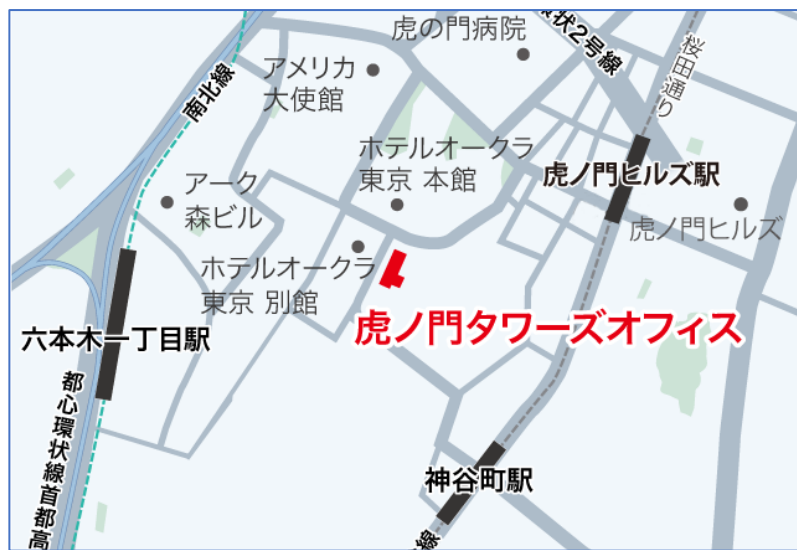 虎の門病院
状2号線
桜田通り
南北線
アメリカ
大使館
ホテルオークラ
東京 本館
虎ノ門ヒルズ駅
アーク
森ビル
虎ノ門ヒルズ
ホテルオークラ
東京 別館
虎ノ門タワーズオフィス
六本木一丁目駅
都心環状線首都高
神谷町駅
線